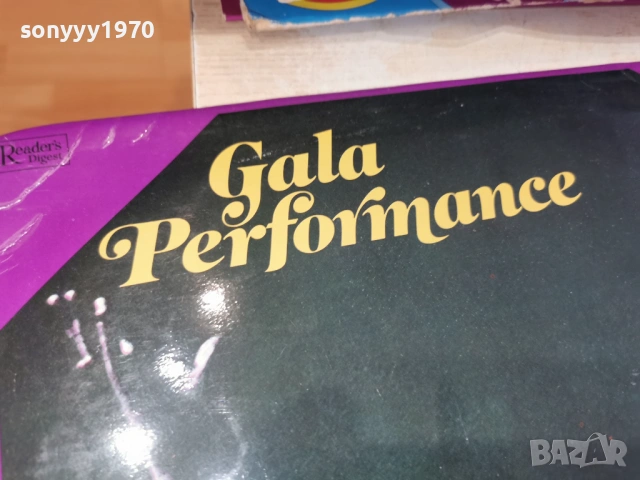 sonyyy1970
Reader's
Digest
Gala
Performance
BAZAR